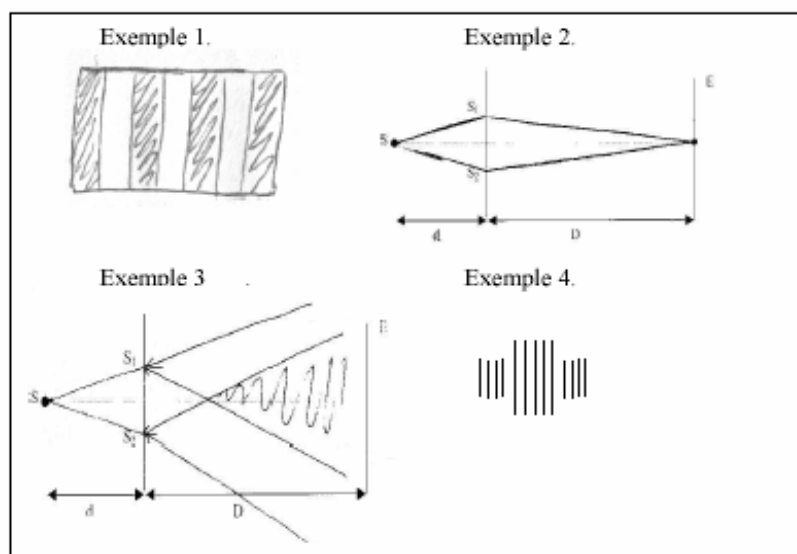 Exemple 1.
Exemple 2.
E
S₁
S
S₂
d
D
Exemple 3 .
Exemple 4.
E
S₁
S
S₂
d
D